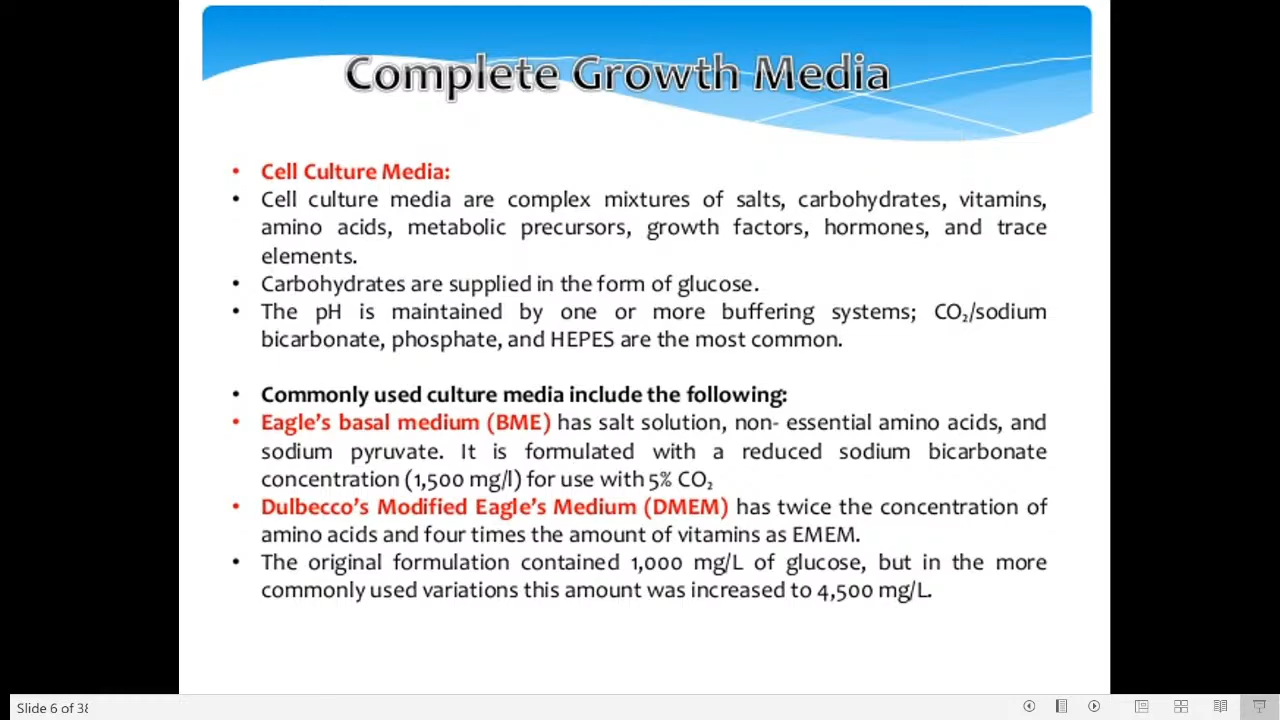 Complete Growth Media
• Cell Culture Media:
• Cell culture media are complex mixtures of salts, carbohydrates, vitamins,
amino acids, metabolic precursors, growth factors, hormones, and trace
elements.
• Carbohydrates are supplied in the form of glucose.
• The pH is maintained by one or more buffering systems; CO₂/sodium
bicarbonate, phosphate, and HEPES are the most common.
• Commonly used culture media include the following:
• Eagle’s basal medium (BME) has salt solution, non- essential amino acids, and
sodium pyruvate. It is formulated with a reduced sodium bicarbonate
concentration (1,500 mg/l) for use with 5% CO₂
• Dulbecco’s Modified Eagle’s Medium (DMEM) has twice the concentration of
amino acids and four times the amount of vitamins as EMEM.
• The original formulation contained 1,000 mg/L of glucose, but in the more
commonly used variations this amount was increased to 4,500 mg/L.
Slide 6 of 38